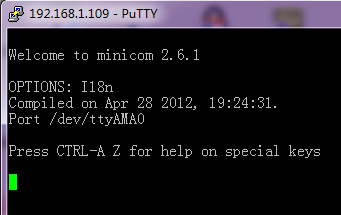 192.168.1.109 - PuTTY
Welcome to minicom 2.6.1
OPTIONS: I18n
Compiled on Apr 28 2012, 19:24:31.
Port /dev/ttyAMA0
Press CTRL-A Z for help on special keys